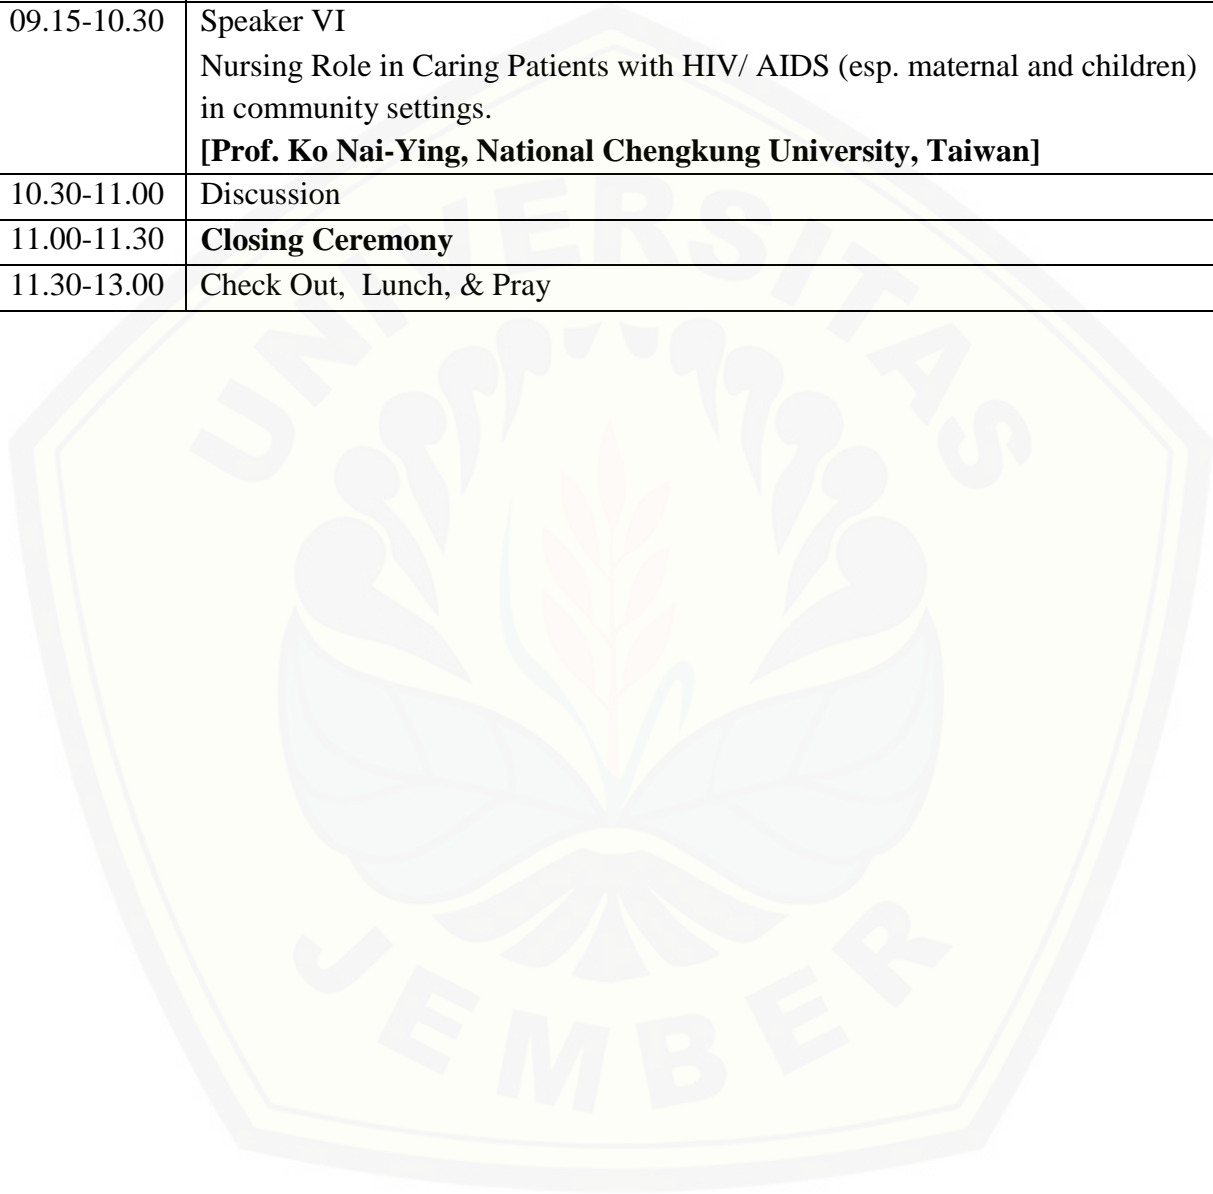 09.15-10.30 Speaker VI
Nursing Role in Caring Patients with HIV/ AIDS (esp. maternal and children)
in community settings.
[Prof. Ko Nai-Ying, National Chengkung University, Taiwan]
10.30-11.00 Discussion
11.00-11.30 Closing Ceremony
11.30-13.00 Check Out, Lunch, & Pray
UNIVERSITAS
JEMBER